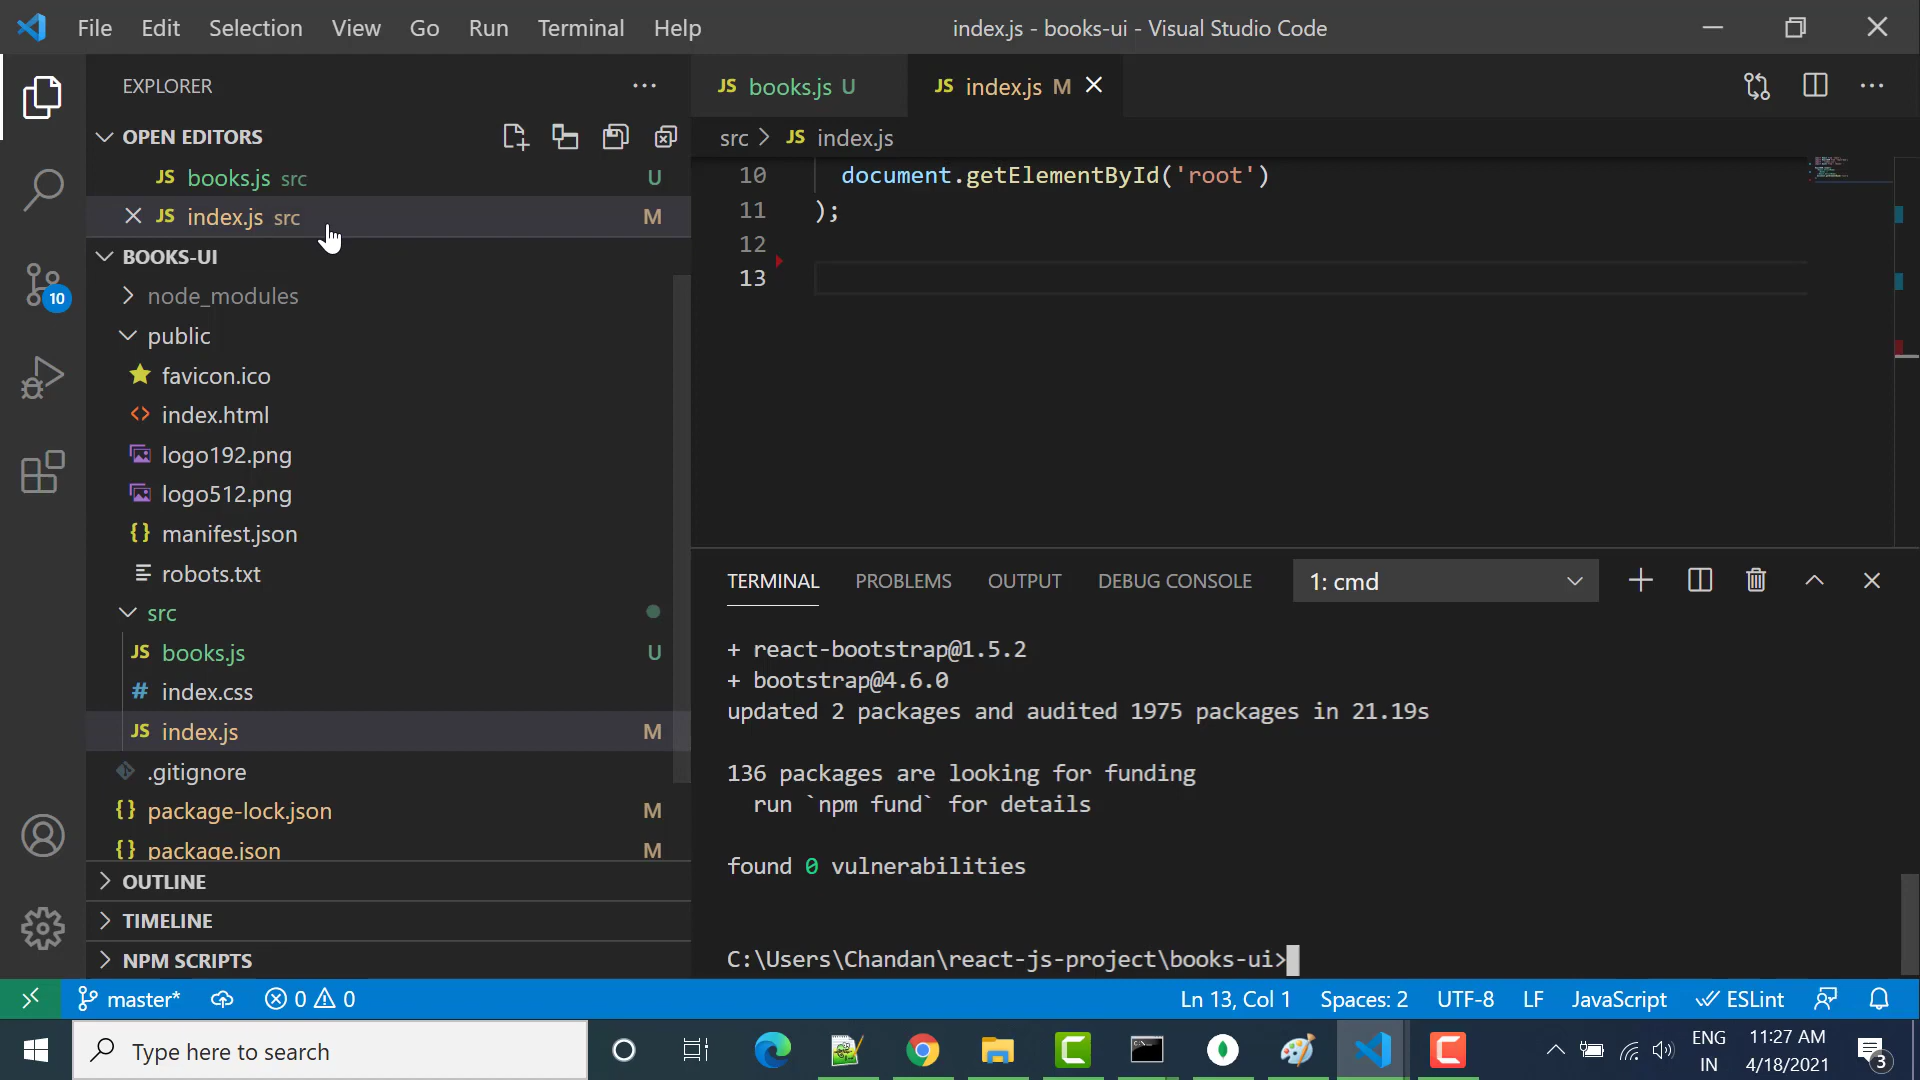 File Edit Selection View Go Run Terminal Help
index.js - books-ui - Visual Studio Code
EXPLORER
OPEN EDITORS
JS books.js src U
JS index.js src M
BOOKS-UI
node_modules
public
favicon.ico
index.html
logo192.png
logo512.png
manifest.json
robots.txt
src
JS books.js U
# index.css
JS index.js M
.gitignore
{} package-lock.json M
{} package.json M
OUTLINE
TIMELINE
NPM SCRIPTS
10
JS books.js U
JS index.js M
src > JS index.js
10 document.getElementById('root')
11 );
12
13
TERMINAL PROBLEMS OUTPUT DEBUG CONSOLE 1: cmd
+ react-bootstrap@1.5.2
+ bootstrap@4.6.0
updated 2 packages and audited 1975 packages in 21.19s
136 packages are looking for funding
run `npm fund` for details
found 0 vulnerabilities
C:\Users\Chandan\react-js-project\books-ui>
master* 0 0 Ln 13, Col 1 Spaces: 2 UTF-8 LF JavaScript ESLint
Type here to search
ENG
IN
11:27 AM
4/18/2021
3